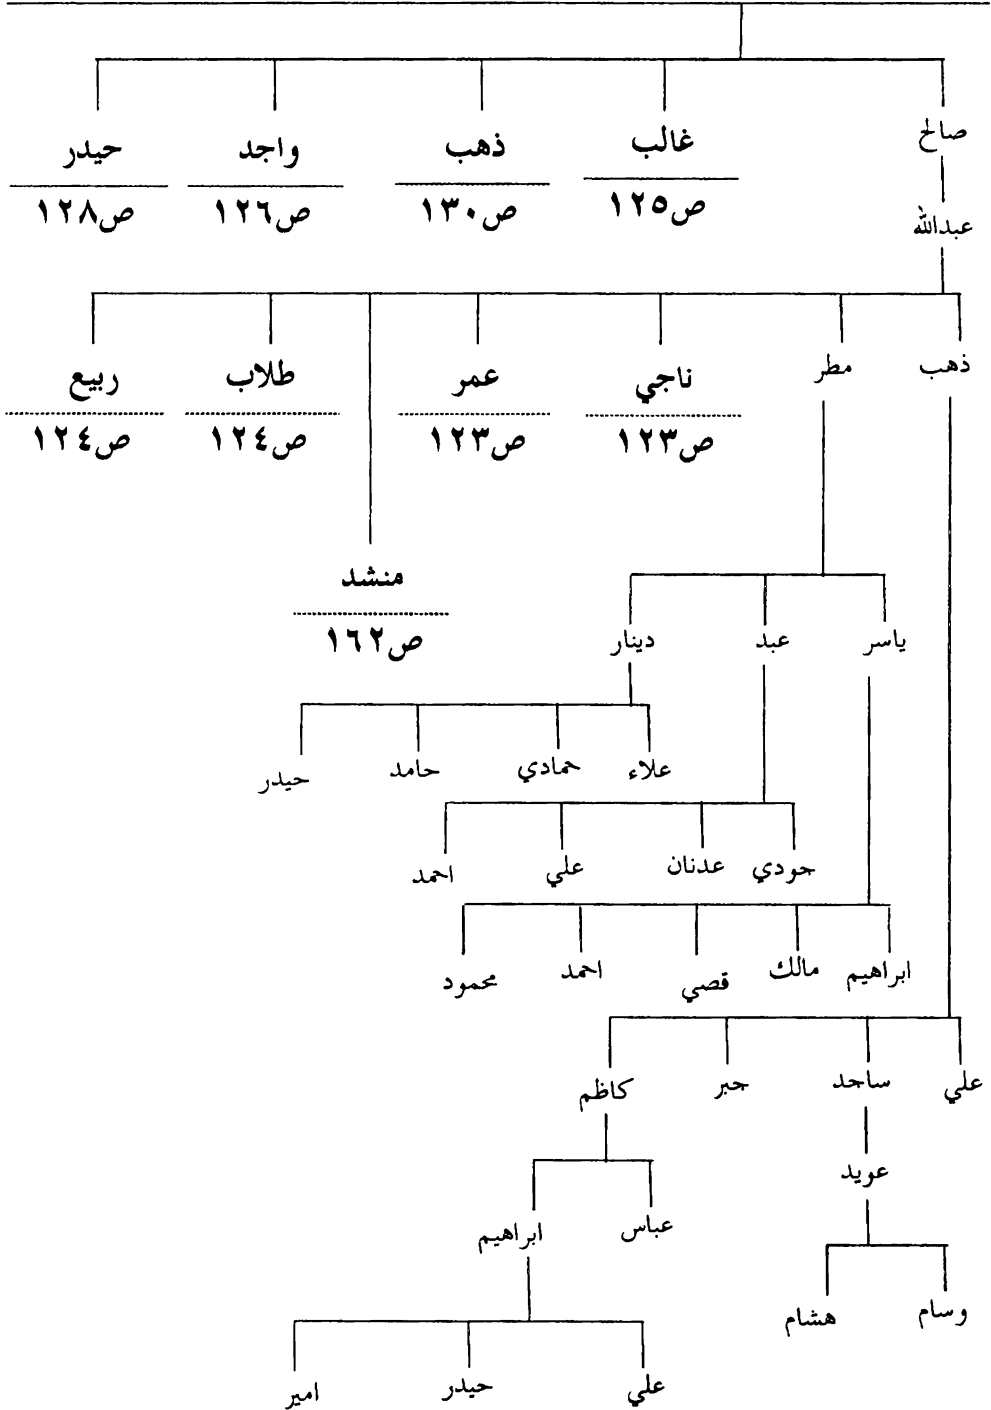 صالح غالب ذهب واجد حيدر
ص١٢٥ ص١٣٠ ص١٢٦ ص١٢٨
عبدالله
ذهب مطر ناجي عمر طلاب ربيع
ص١٢٣ ص١٢٣ ص١٢٤ ص١٢٤
منشد
ص١٦٢
ياسر عبد دينار
علاء حمادي حامد حيدر
جودي عدنان علي احمد
ابراهيم مالك قصي احمد محمود
علي ساجد جبر كاظم
عويد
عباس ابراهيم
وسام هشام
علي حيدر امير